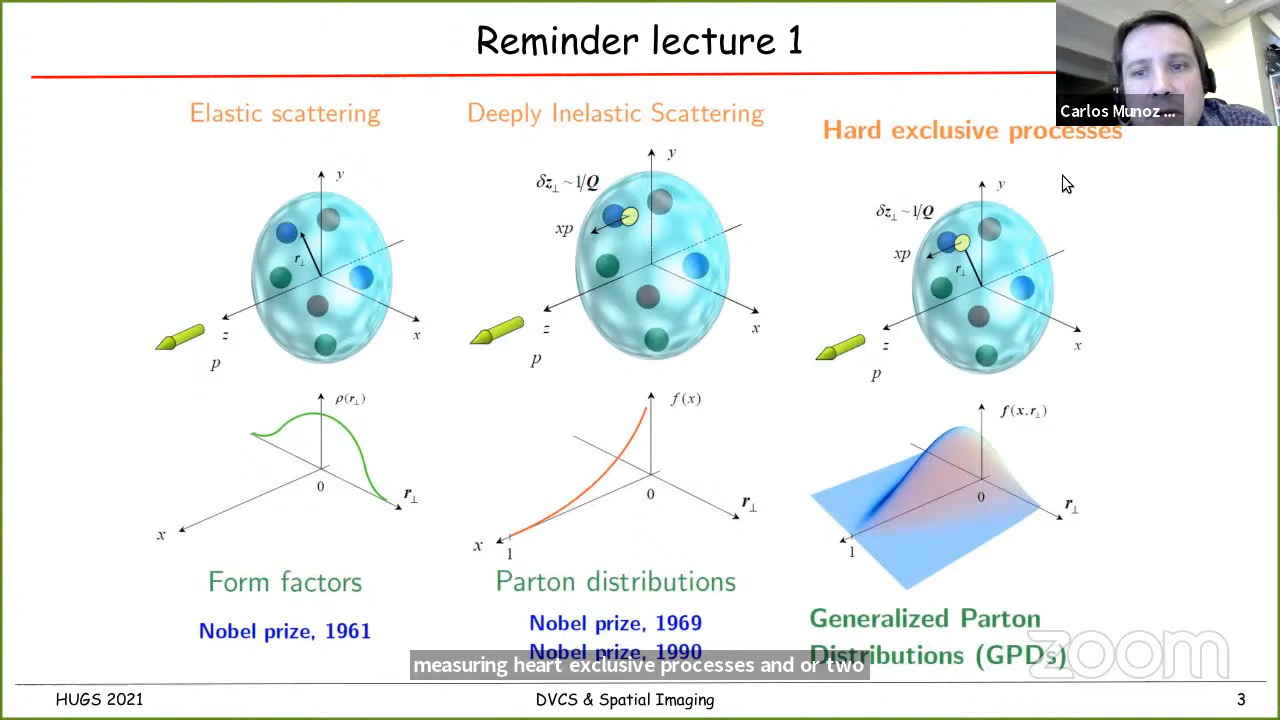 Reminder lecture 1
Carlos Munoz ...
Elastic scattering
Deeply Inelastic Scattering
Hard exclusive processes
y
r⊥
z
x
p
δz⊥ ~ 1/Q
y
xp
z
x
p
δz⊥ ~ 1/Q
y
xp
r⊥
z
x
p
ρ(r⊥)
0
r⊥
x
f(x)
0
r⊥
x
1
f(x, r⊥)
0
r⊥
1
Form factors
Nobel prize, 1961
Parton distributions
Nobel prize, 1969
Nobel prize, 1990
Generalized Parton
Distributions (GPDs)
zoom
measuring heart exclusive processes and or two
HUGS 2021
DVCS & Spatial Imaging
3